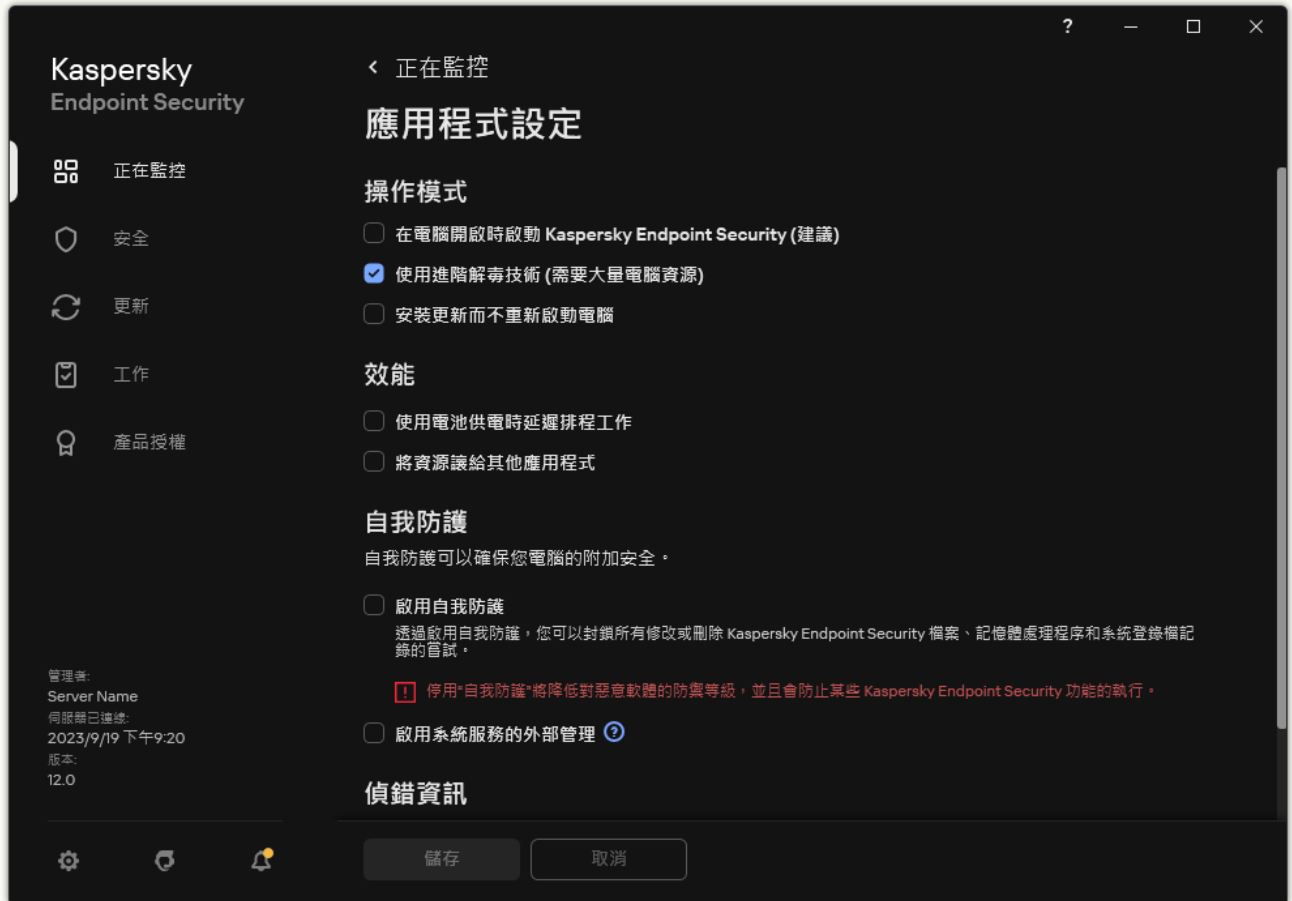 ?
Kaspersky
Endpoint Security
正在監控
安全
更新
工作
產品授權
管理者:
Server Name
伺服器已連線:
2023/9/19 下午9:20
版本:
12.0
正在監控
應用程式設定
操作模式
在電腦開啟時啟動 Kaspersky Endpoint Security (建議)
使用進階解毒技術 (需要大量電腦資源)
安裝更新而不重新啟動電腦
效能
使用電池供電時延遲排程工作
將資源讓給其他應用程式
自我防護
自我防護可以確保您電腦的附加安全。
啟用自我防護
透過啟用自我防護，您可以封鎖所有修改或刪除 Kaspersky Endpoint Security 檔案、記憶體處理程序和系統登錄檔記
錄的嘗試。
停用"自我防護"將降低對惡意軟體的防禦等級，並且會防止某些 Kaspersky Endpoint Security 功能的執行。
啟用系統服務的外部管理 ?
偵錯資訊
儲存
取消